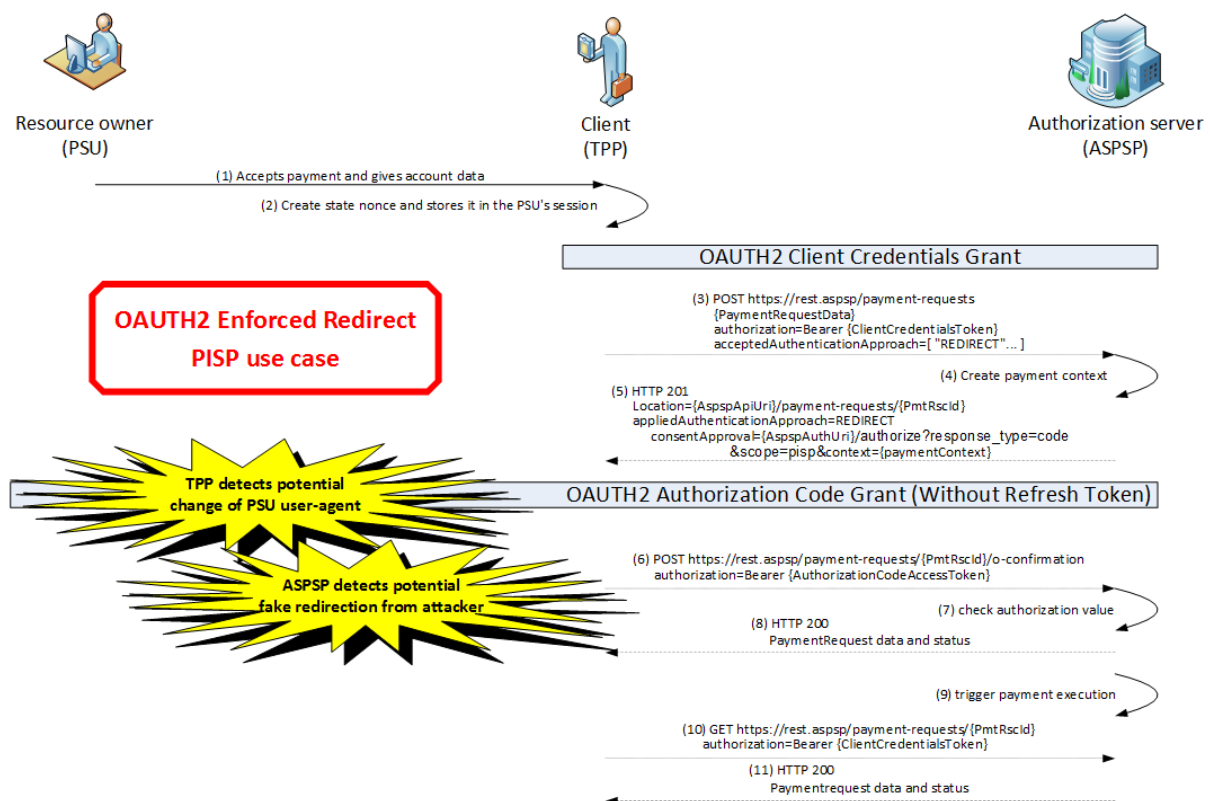 Resource owner
(PSU)
Client
(TPP)
Authorization server
(ASPSP)
(1) Accepts payment and gives account data
(2) Create state nonce and stores it in the PSU's session
OAUTH2 Client Credentials Grant
OAUTH2 Enforced Redirect
PISP use case
(3) POST https://rest.aspsp/payment-requests
{PaymentRequestData}
authorization=Bearer {ClientCredentialsToken}
acceptedAuthenticationApproach=[ "REDIRECT"... ]
(4) Create payment context
(5) HTTP 201
Location={AspspApiUri}/payment-requests/{PmtRscId}
appliedAuthenticationApproach=REDIRECT
consentApproval={AspspAuthUri}/authorize?response_type=code
&scope=pisp&context={paymentContext}
TPP detects potential
change of PSU user-agent
OAUTH2 Authorization Code Grant (Without Refresh Token)
ASPSP detects potential
fake redirection from attacker
(6) POST https://rest.aspsp/payment-requests/{PmtRscId}/o-confirmation
authorization=Bearer {AuthorizationCodeAccessToken}
(7) check authorization value
(8) HTTP 200
PaymentRequest data and status
(9) trigger payment execution
(10) GET https://rest.aspsp/payment-requests/{PmtRscId}
authorization=Bearer {ClientCredentialsToken}
(11) HTTP 200
Paymentrequest data and status